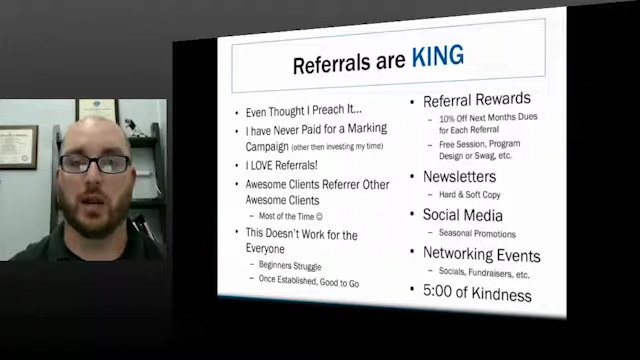 Referrals are KING
• Even Thought I Preach It...
• I have Never Paid for a Marking
Campaign (other then investing my time)
• I LOVE Referrals!
• Awesome Clients Referrer Other
Awesome Clients
– Most of the Time ☺
• This Doesn't Work for the
Everyone
– Beginners Struggle
– Once Established, Good to Go
• Referral Rewards
– 10% Off Next Months Dues
for Each Referral
– Free Session, Program
Design or Swag, etc.
• Newsletters
– Hard & Soft Copy
• Social Media
– Seasonal Promotions
• Networking Events
– Socials, Fundraisers, etc.
• 5:00 of Kindness